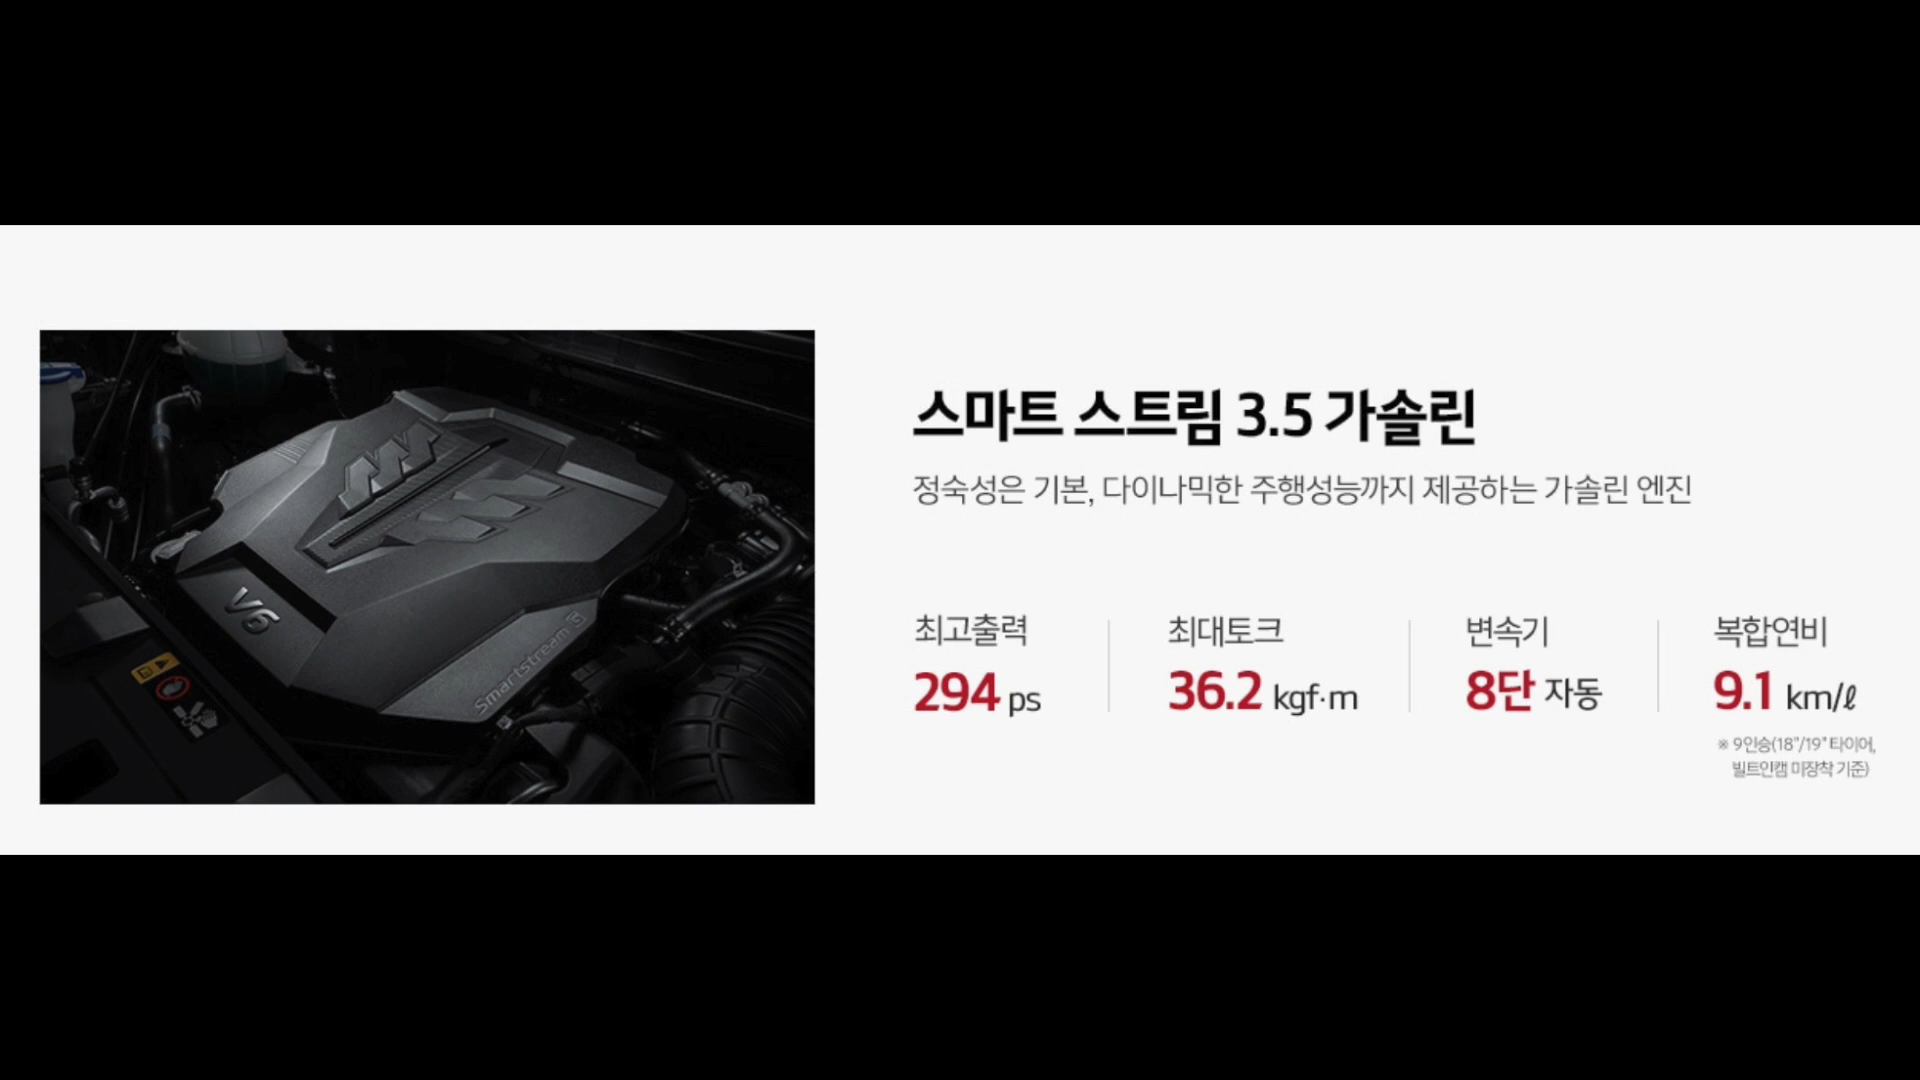 스마트 스트림 3.5 가솔린
정숙성은 기본, 다이나믹한 주행성능까지 제공하는 가솔린 엔진
V6
Smartstream G
최고출력
294 ps
최대토크
36.2 kgf·m
변속기
8단 자동
복합연비
9.1 km/ℓ
※ 9인승(18"/19" 타이어,
빌트인캠 미장착 기준)